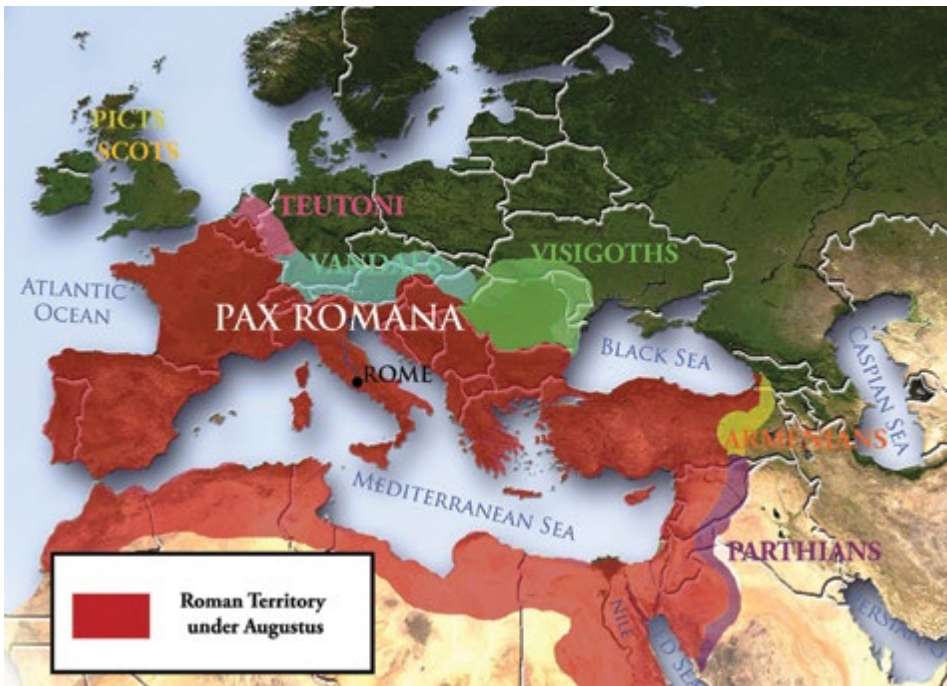 PICTS
SCOTS
TEUTONI
VANDALS
VISIGOTHS
ATLANTIC
OCEAN
PAX ROMANA
BLACK SEA
CASPIAN SEA
ROME
ARMENIANS
MEDITERRANEAN SEA
PARTHIANS
Roman Territory
under Augustus
NILE